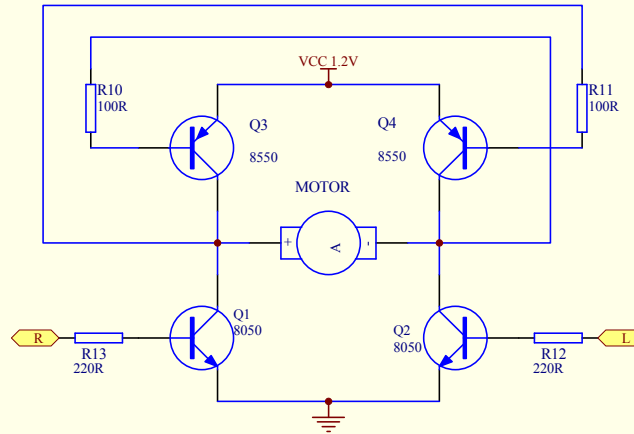 VCC 1.2V
R10
100R
R11
100R
Q3
8550
Q4
8550
MOTOR
+
A
-
Q1
8050
Q2
8050
R
R13
220R
R12
220R
L